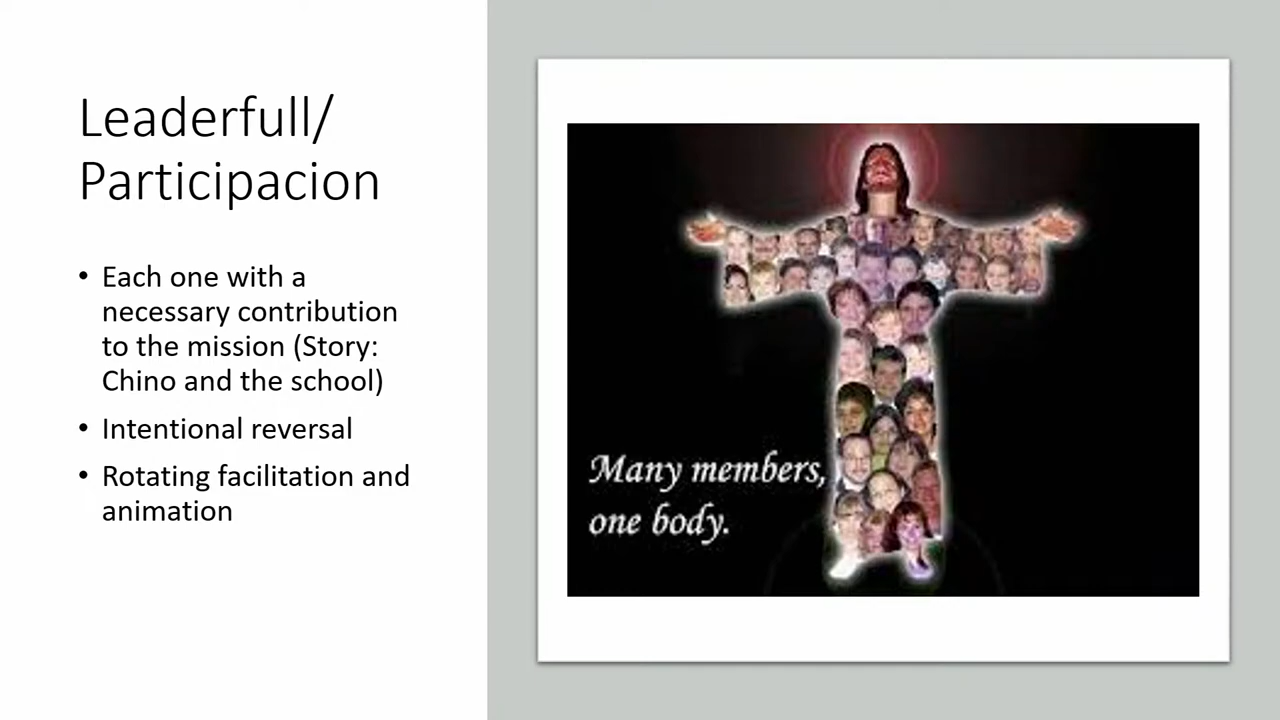 Leaderfull/
Participacion
• Each one with a
necessary contribution
to the mission (Story:
Chino and the school)
• Intentional reversal
• Rotating facilitation and
animation
Many members,
one body.